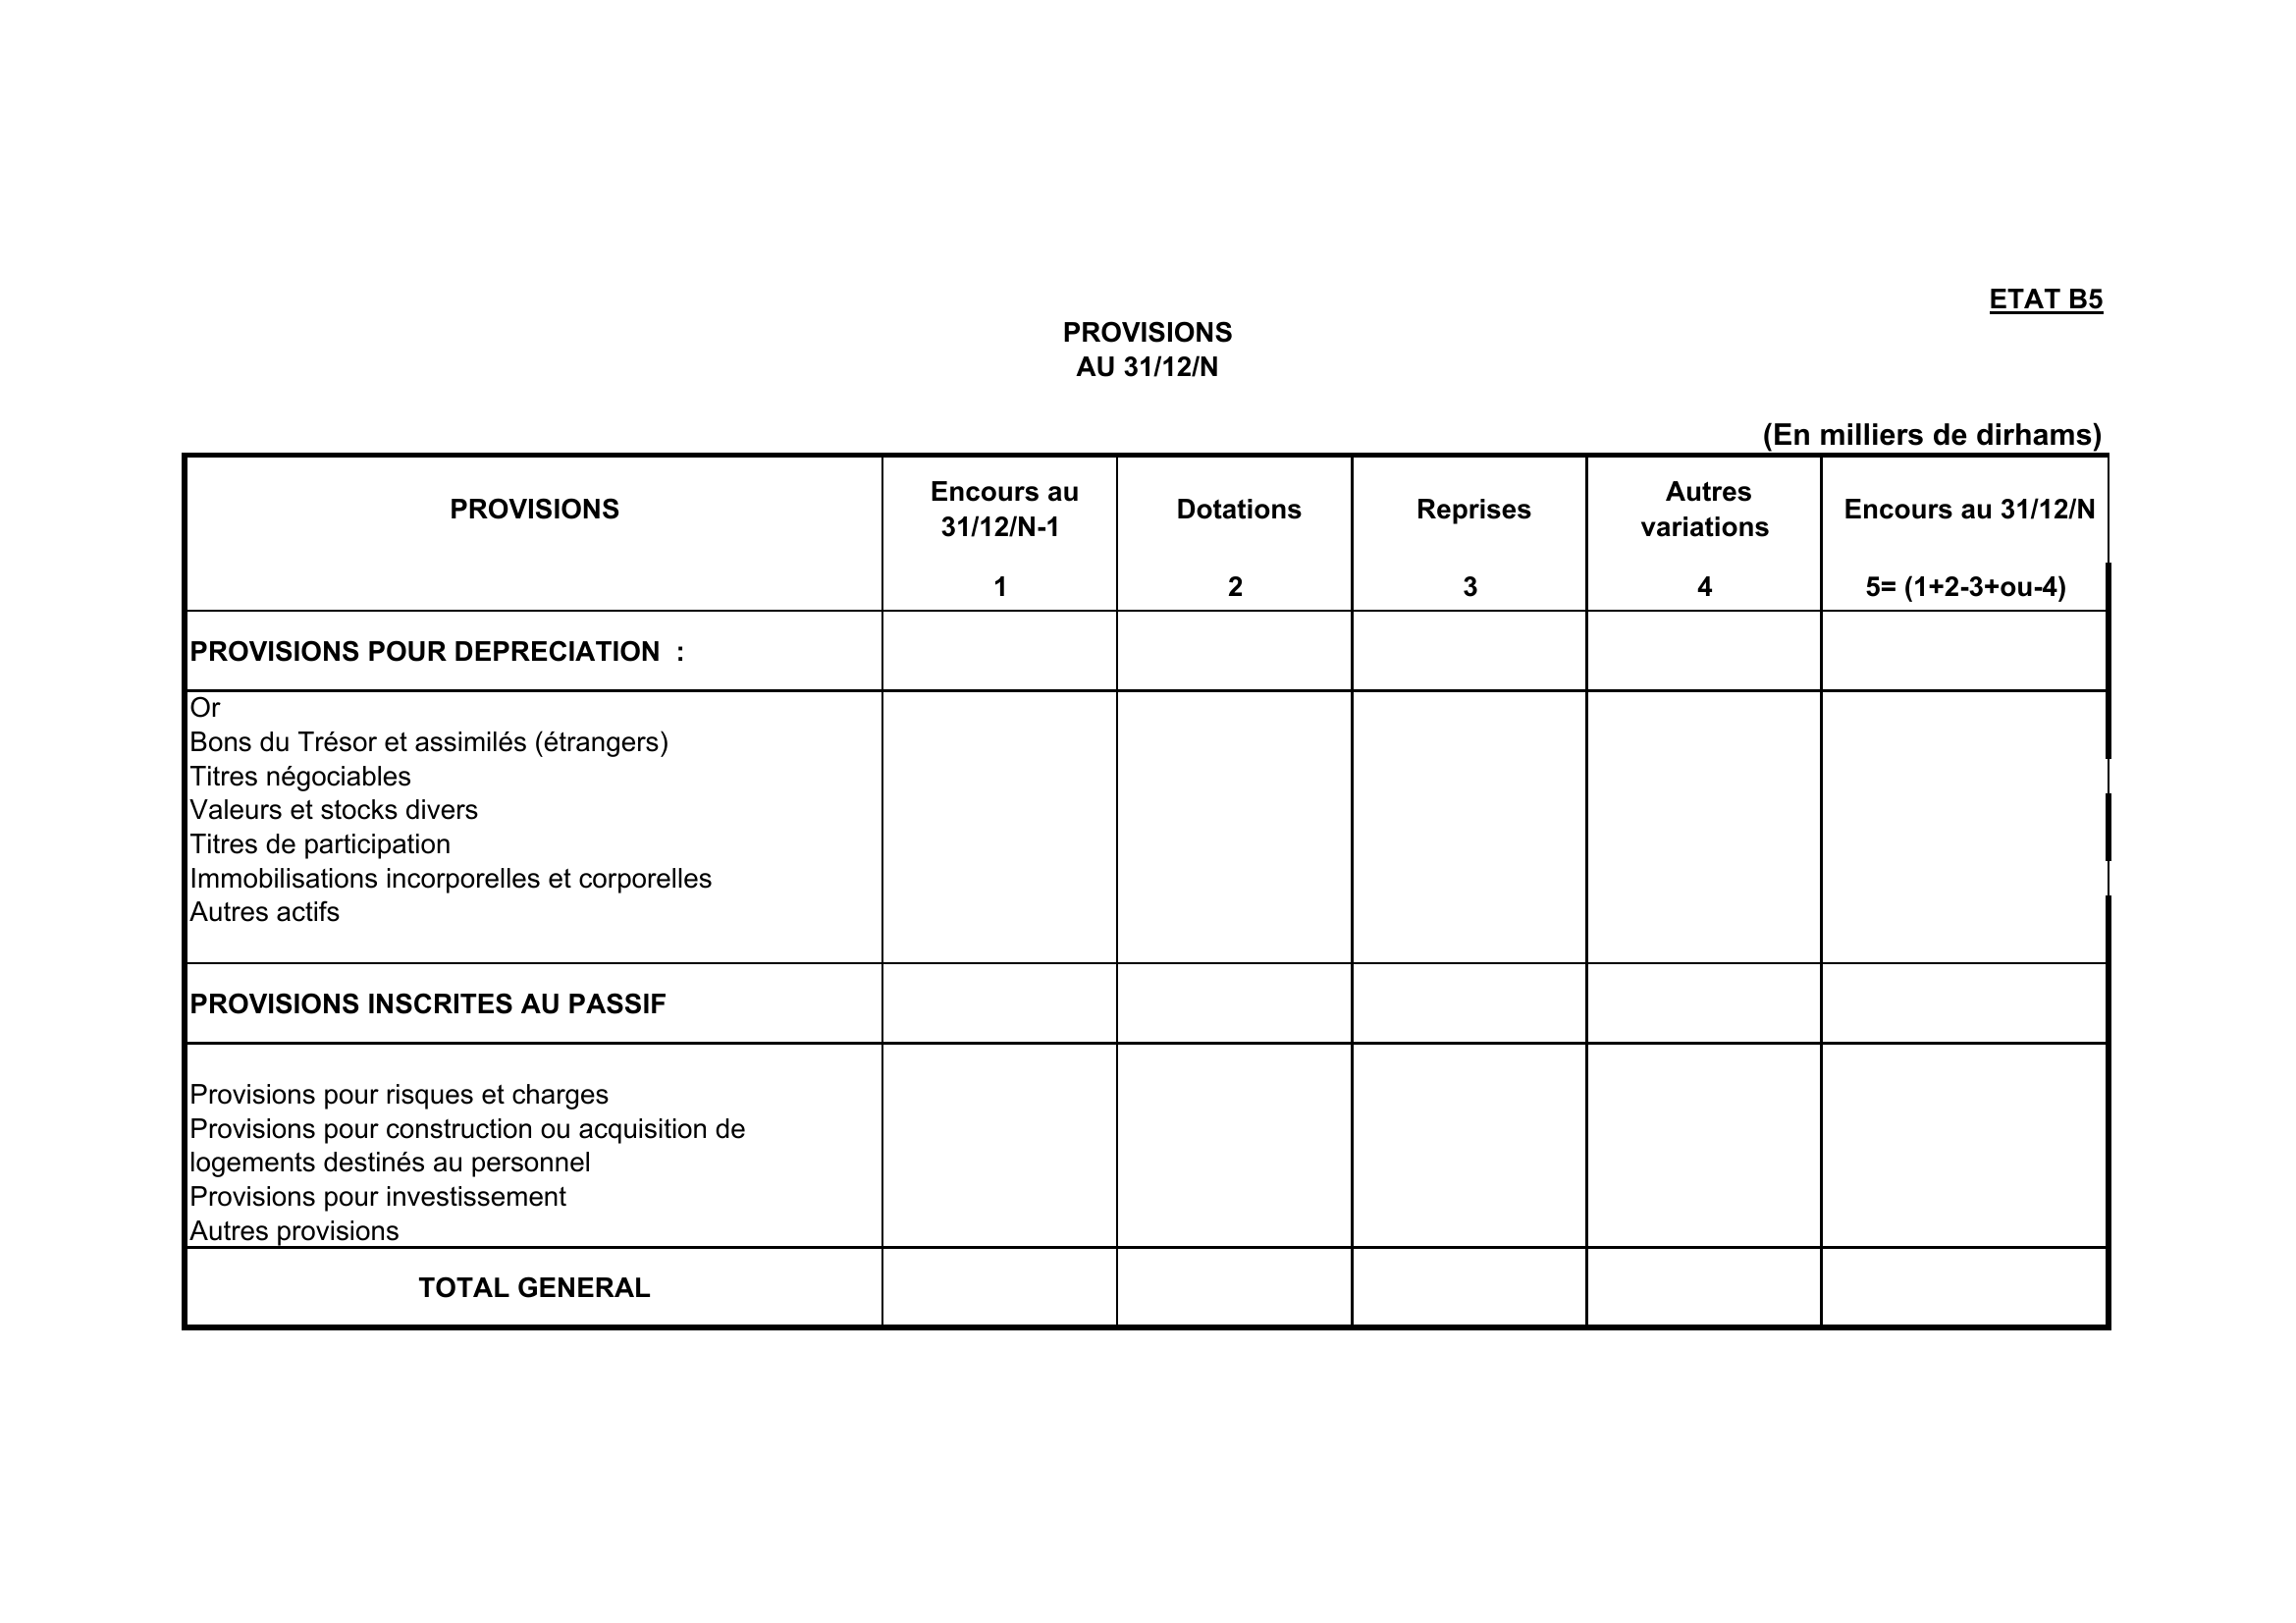 ETAT B5
PROVISIONS
AU 31/12/N
(En milliers de dirhams)
PROVISIONS
Encours au
31/12/N-1
Dotations
Reprises
Autres
variations
Encours au 31/12/N
1
2
3
4
5= (1+2-3+ou-4)
PROVISIONS POUR DEPRECIATION :
Or
Bons du Trésor et assimilés (étrangers)
Titres négociables
Valeurs et stocks divers
Titres de participation
Immobilisations incorporelles et corporelles
Autres actifs
PROVISIONS INSCRITES AU PASSIF
Provisions pour risques et charges
Provisions pour construction ou acquisition de
logements destinés au personnel
Provisions pour investissement
Autres provisions
TOTAL GENERAL